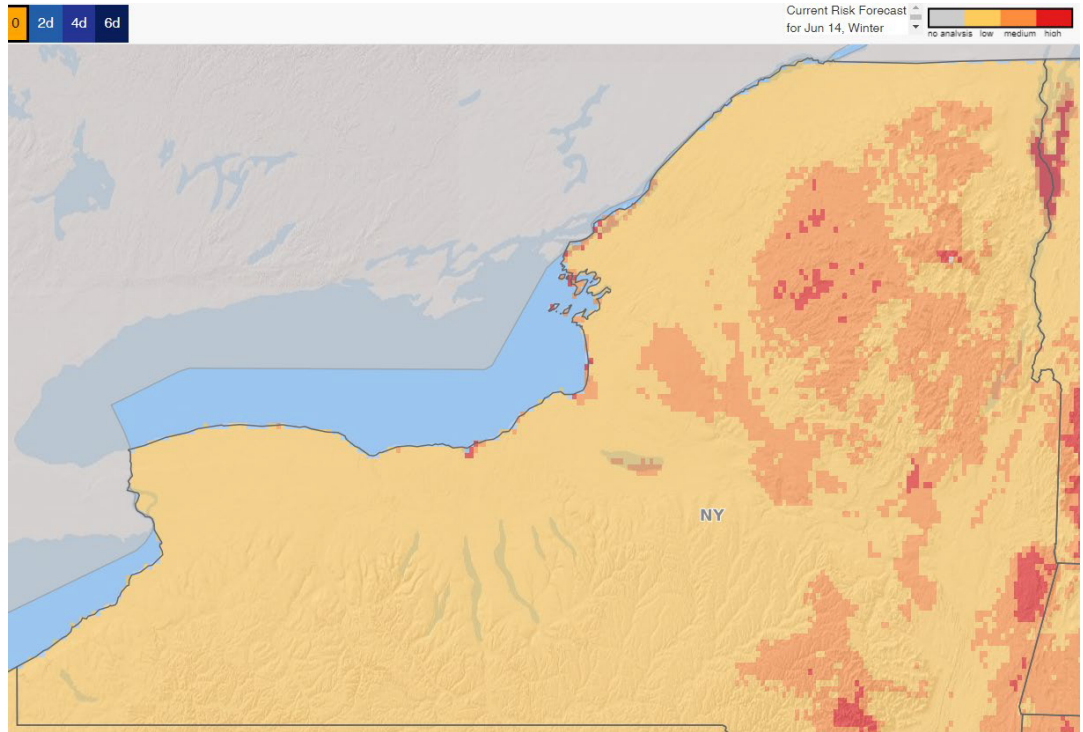 0 2d 4d 6d
Current Risk Forecast
for Jun 14, Winter
no analysis low medium high
NY